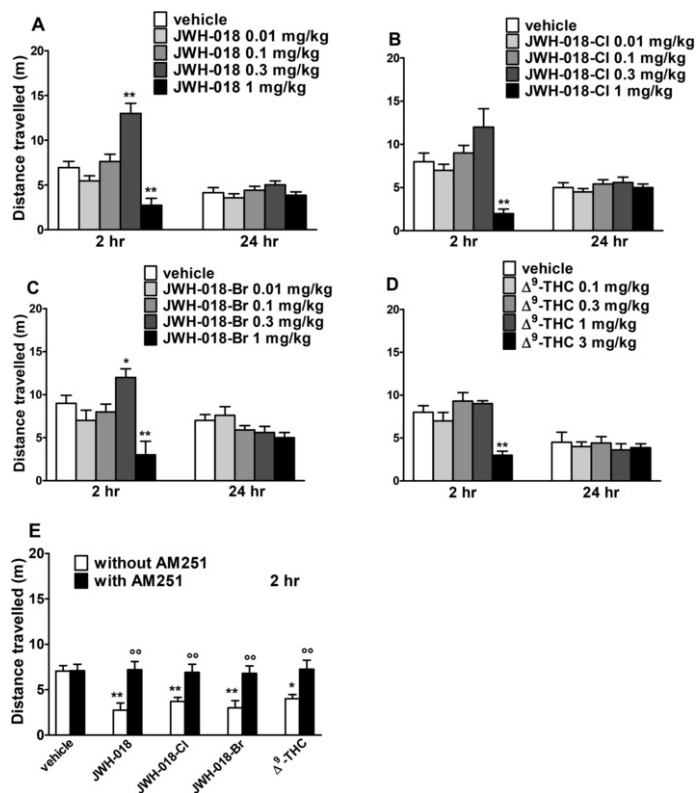 A
vehicle
JWH-018 0.01 mg/kg
JWH-018 0.1 mg/kg
JWH-018 0.3 mg/kg
JWH-018 1 mg/kg
Distance travelled (m)
20
15
10
5
0
**
**
2 hr
24 hr
B
vehicle
JWH-018-Cl 0.01 mg/kg
JWH-018-Cl 0.1 mg/kg
JWH-018-Cl 0.3 mg/kg
JWH-018-Cl 1 mg/kg
20
15
10
5
0
**
2 hr
24 hr
C
vehicle
JWH-018-Br 0.01 mg/kg
JWH-018-Br 0.1 mg/kg
JWH-018-Br 0.3 mg/kg
JWH-018-Br 1 mg/kg
Distance travelled (m)
20
15
10
5
0
*
**
2 hr
24 hr
D
vehicle
Δ⁹-THC 0.1 mg/kg
Δ⁹-THC 0.3 mg/kg
Δ⁹-THC 1 mg/kg
Δ⁹-THC 3 mg/kg
20
15
10
5
0
**
2 hr
24 hr
E
without AM251
with AM251
2 hr
Distance travelled (m)
20
15
10
5
0
** °°
** °°
** °°
* °°
vehicle
JWH-018
JWH-018-Cl
JWH-018-Br
Δ⁹-THC